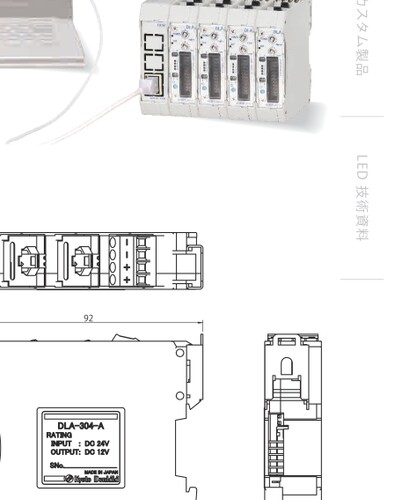 カスタム製品
LED 技術資料
92
DLA-304-A
RATING
INPUT : DC 24V
OUTPUT: DC 12V
SNo.
MADE IN JAPAN
Kyoto Denkiki